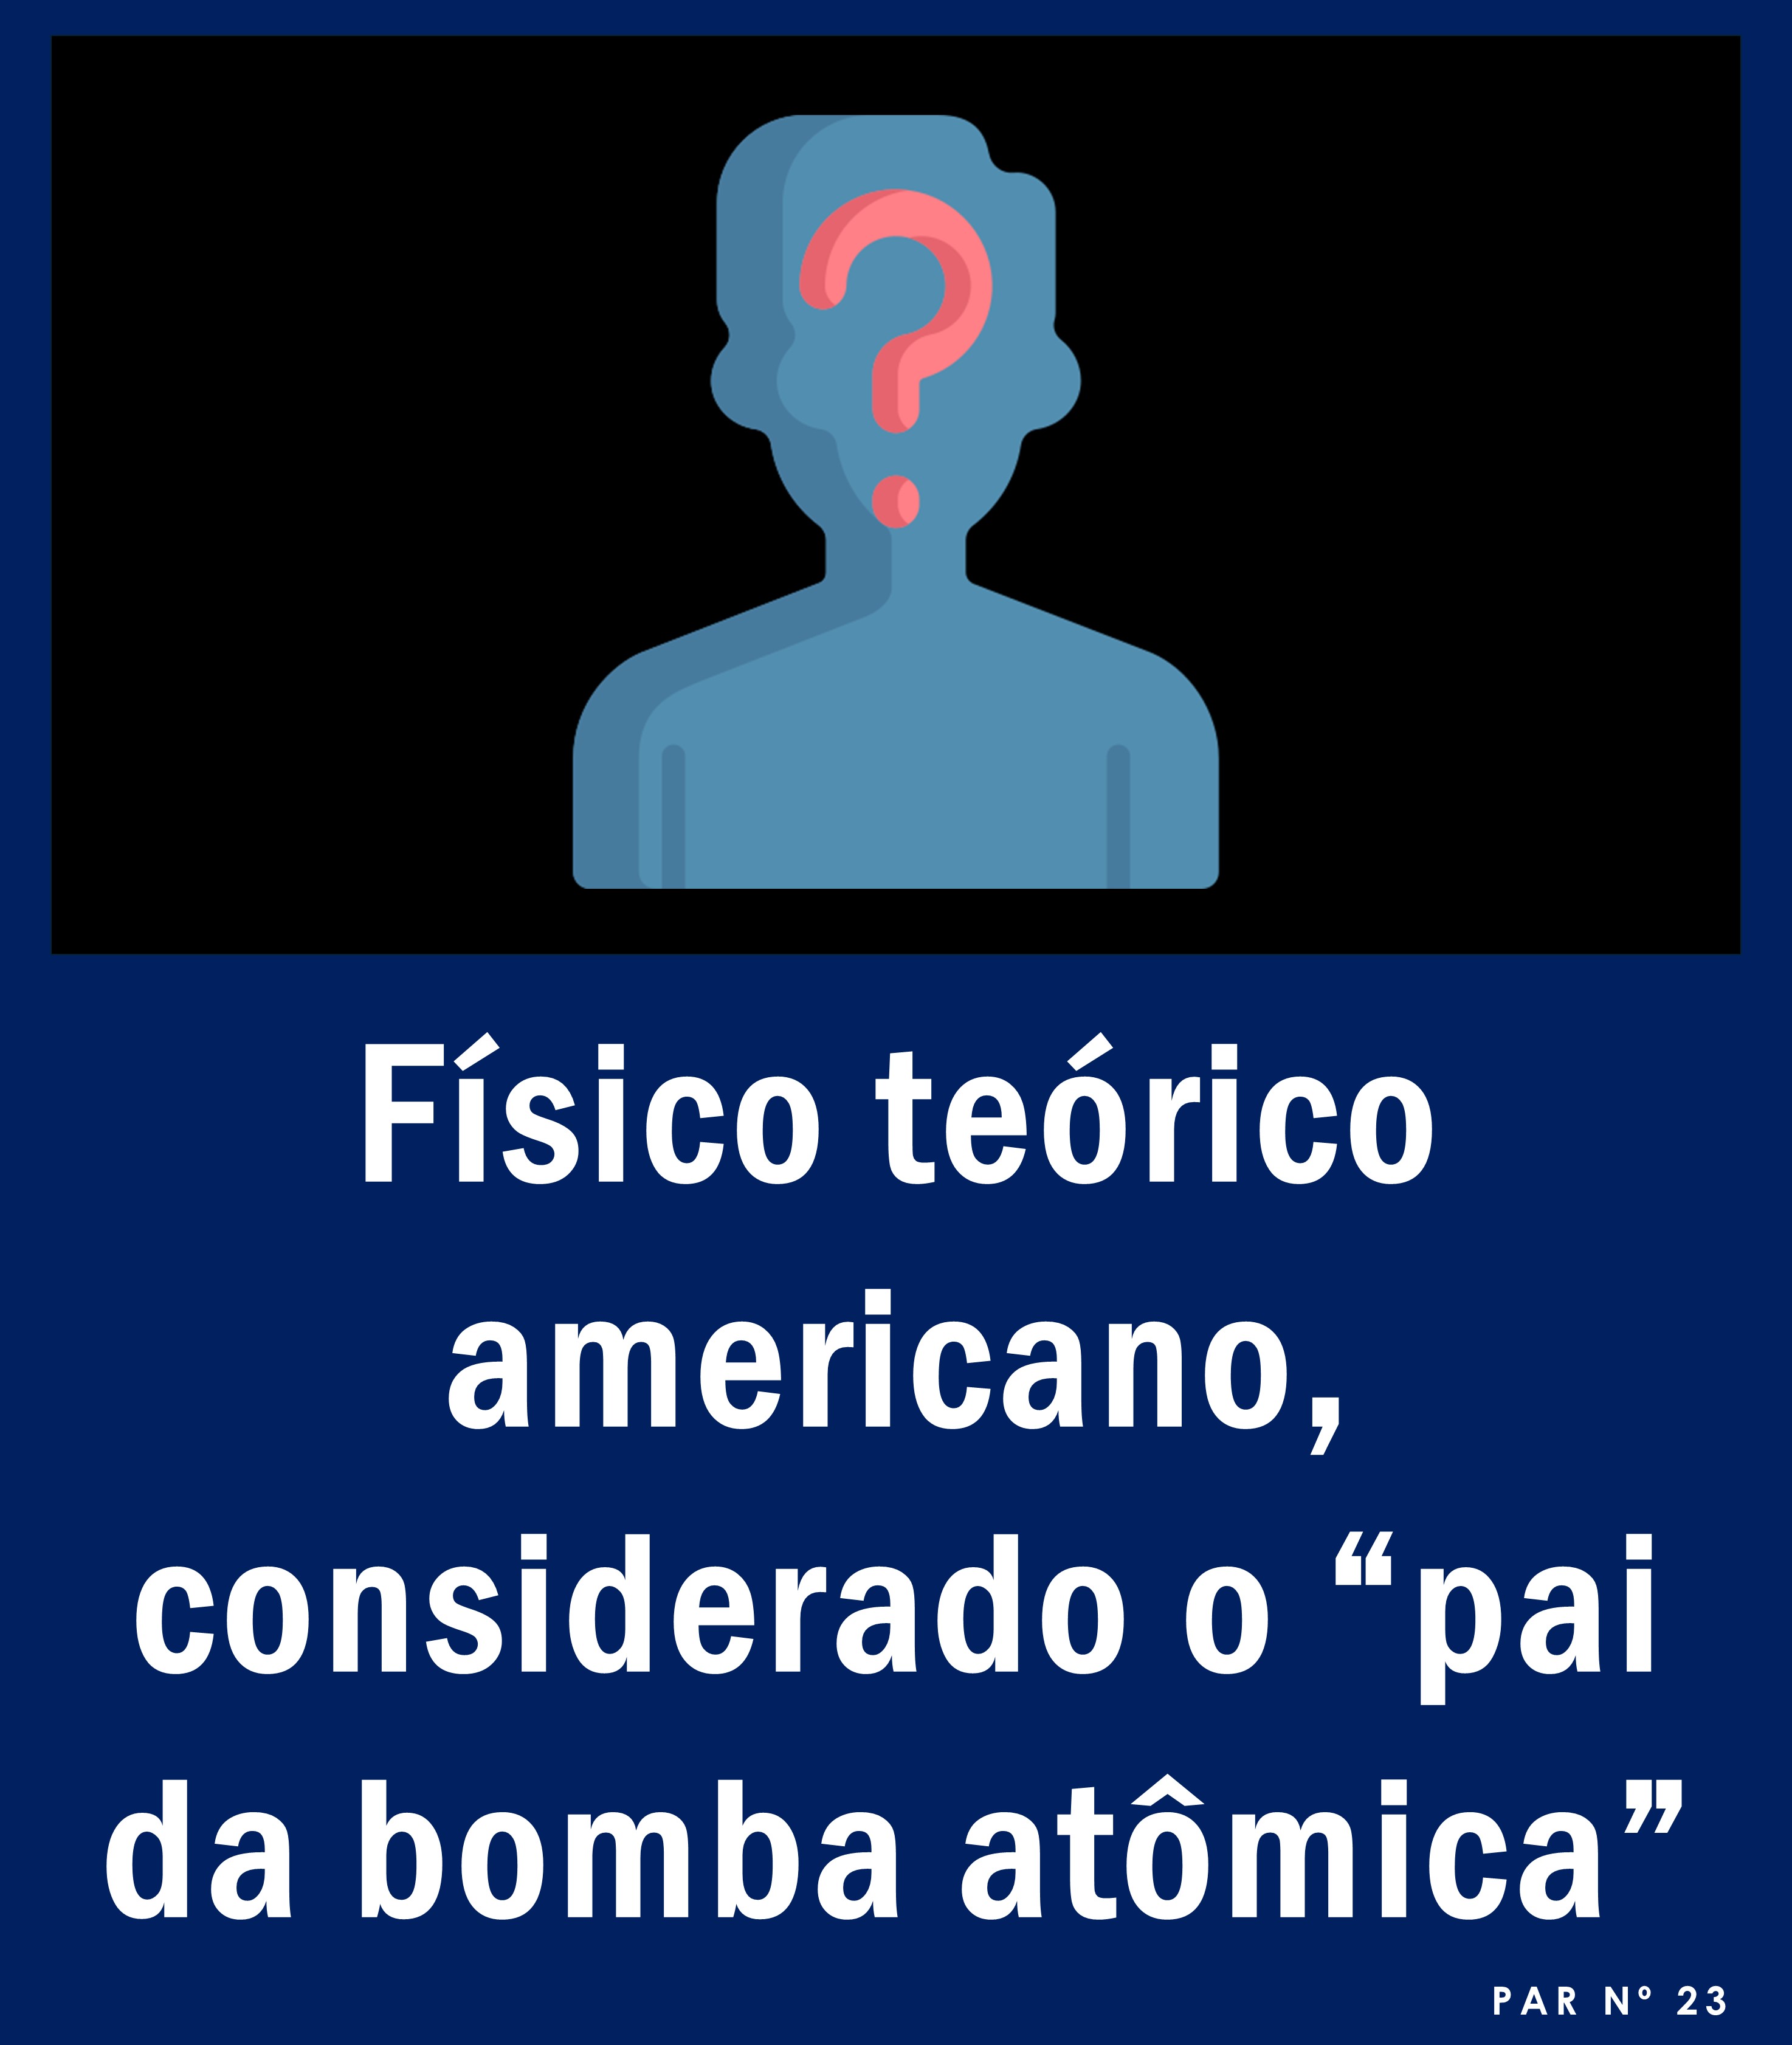 ?
Físico teórico
americano,
considerado o “pai
da bomba atômica”
PAR Nº 23